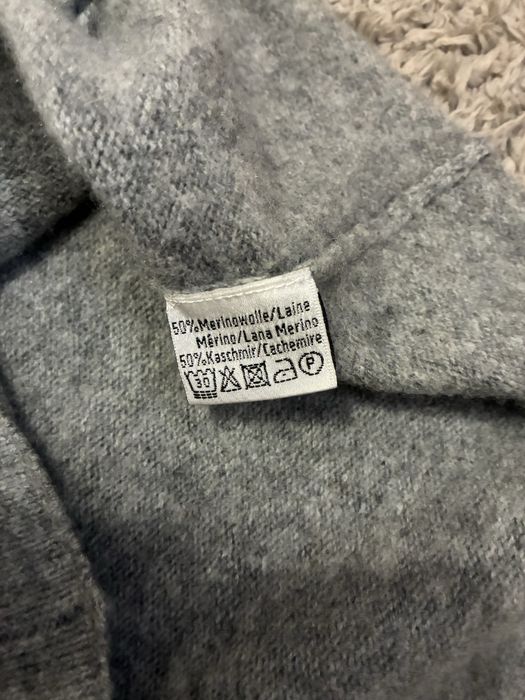 50%Merinowolle/Laine
Mérino/Lana Merino
50%Kaschmir/Cachemire
30 P